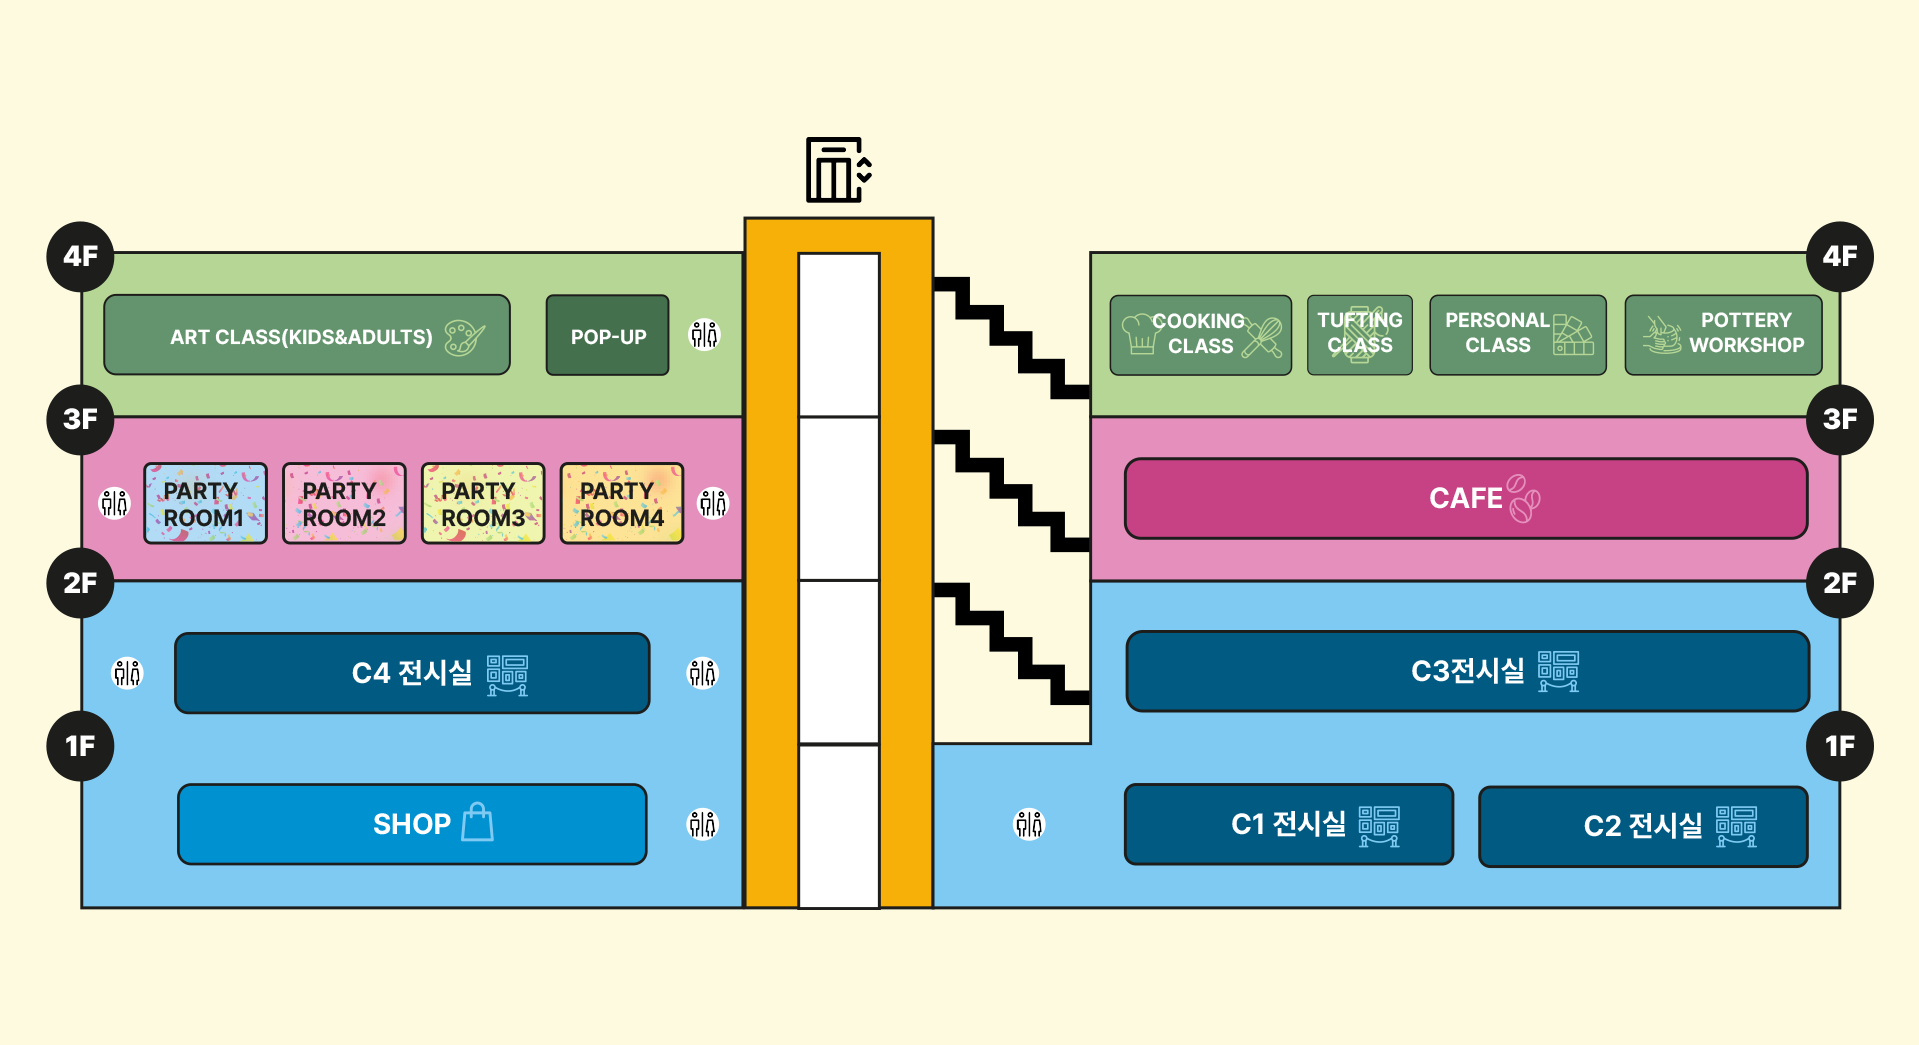 4F
4F
ART CLASS(KIDS&ADULTS)
POP-UP
COOKING
CLASS
TUFTING
CLASS
PERSONAL
CLASS
POTTERY
WORKSHOP
3F
3F
PARTY
ROOM1
PARTY
ROOM2
PARTY
ROOM3
PARTY
ROOM4
CAFE
2F
2F
C4 전시실
C3전시실
1F
1F
SHOP
C1 전시실
C2 전시실